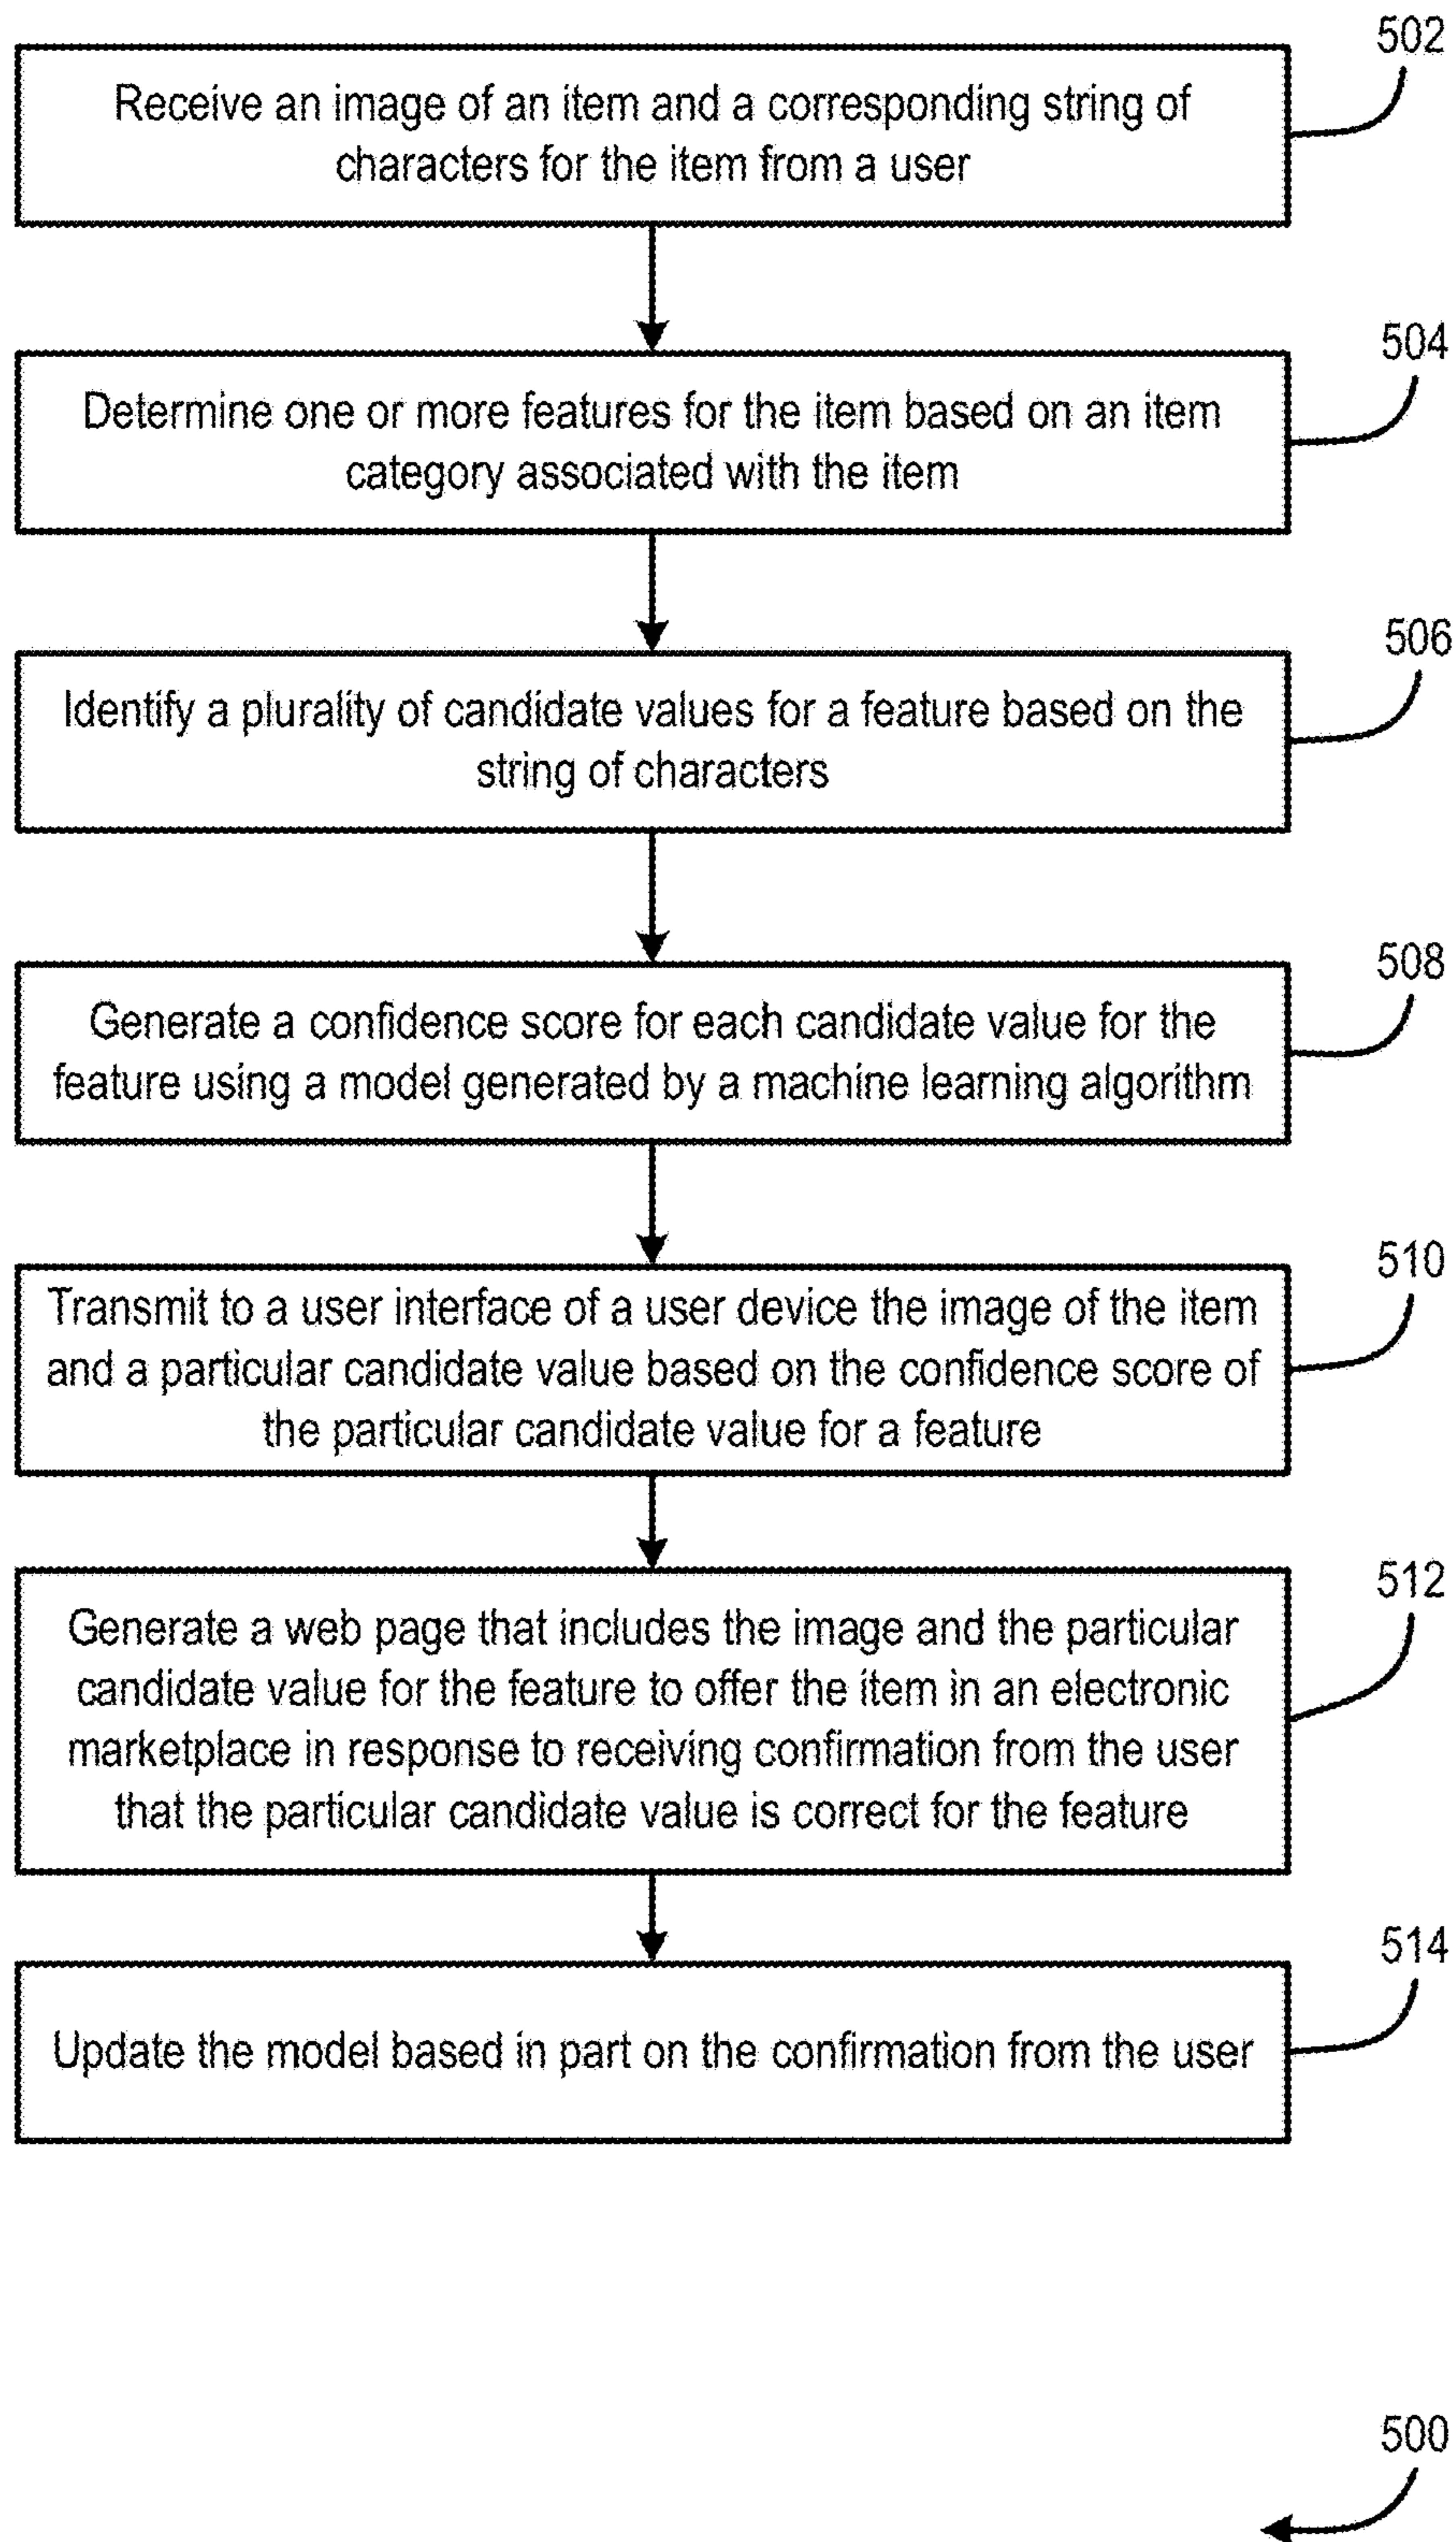 502
Receive an image of an item and a corresponding string of
characters for the item from a user
504
Determine one or more features for the item based on an item
category associated with the item
506
Identify a plurality of candidate values for a feature based on the
string of characters
508
Generate a confidence score for each candidate value for the
feature using a model generated by a machine learning algorithm
510
Transmit to a user interface of a user device the image of the item
and a particular candidate value based on the confidence score of
the particular candidate value for a feature
512
Generate a web page that includes the image and the particular
candidate value for the feature to offer the item in an electronic
marketplace in response to receiving confirmation from the user
that the particular candidate value is correct for the feature
514
Update the model based in part on the confirmation from the user
500